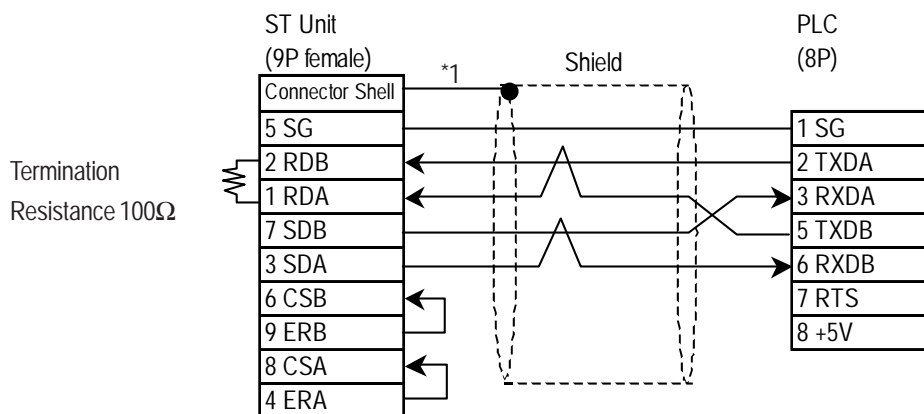 ST Unit
(9P female)
PLC
(8P)
*1
Shield
Connector Shell
5 SG
2 RDB
1 RDA
7 SDB
3 SDA
6 CSB
9 ERB
8 CSA
4 ERA
Termination
Resistance 100Ω
1 SG
2 TXDA
3 RXDA
5 TXDB
6 RXDB
7 RTS
8 +5V